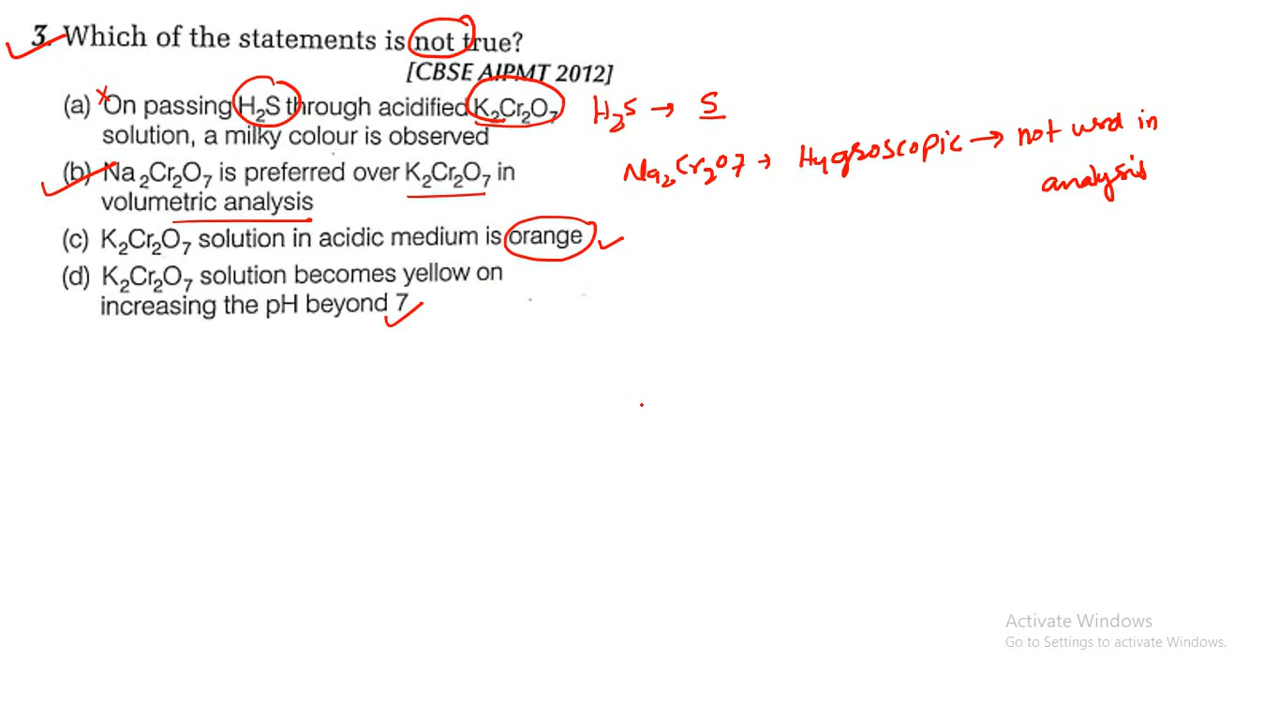 3. Which of the statements is not true?
[CBSE AIPMT 2012]
(a) On passing H₂S through acidified K₂Cr₂O₇
solution, a milky colour is observed
(b) Na₂Cr₂O₇ is preferred over K₂Cr₂O₇ in
volumetric analysis
(c) K₂Cr₂O₇ solution in acidic medium is orange
(d) K₂Cr₂O₇ solution becomes yellow on
increasing the pH beyond 7
H₂S → S
Na₂Cr₂O7 → Hygroscopic → not used in
analysis
Activate Windows
Go to Settings to activate Windows.